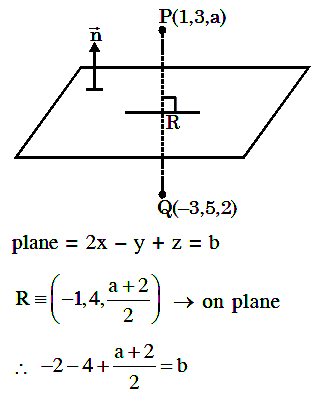 P(1,3,a)
n⃗
R
Q(–3,5,2)
plane = 2x – y + z = b
R ≡ (–1, 4, (a + 2)/2) → on plane
∴ –2 – 4 + (a + 2)/2 = b